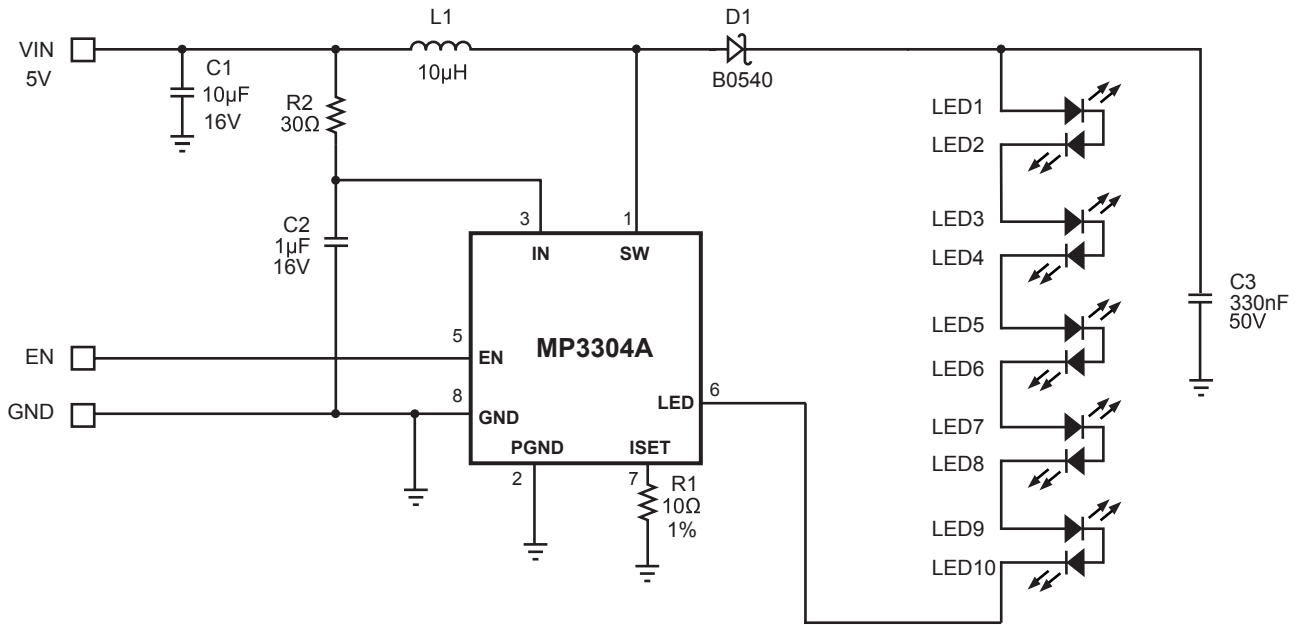 L1
D1
VIN
5V
C1
10µF
16V
10µH
B0540
R2
30Ω
LED1
LED2
C2
1µF
16V
3
1
IN
SW
LED3
LED4
C3
330nF
50V
5
EN
EN
MP3304A
LED5
LED6
GND
8
GND
LED
6
PGND
ISET
LED7
LED8
2
7
R1
10Ω
1%
LED9
LED10